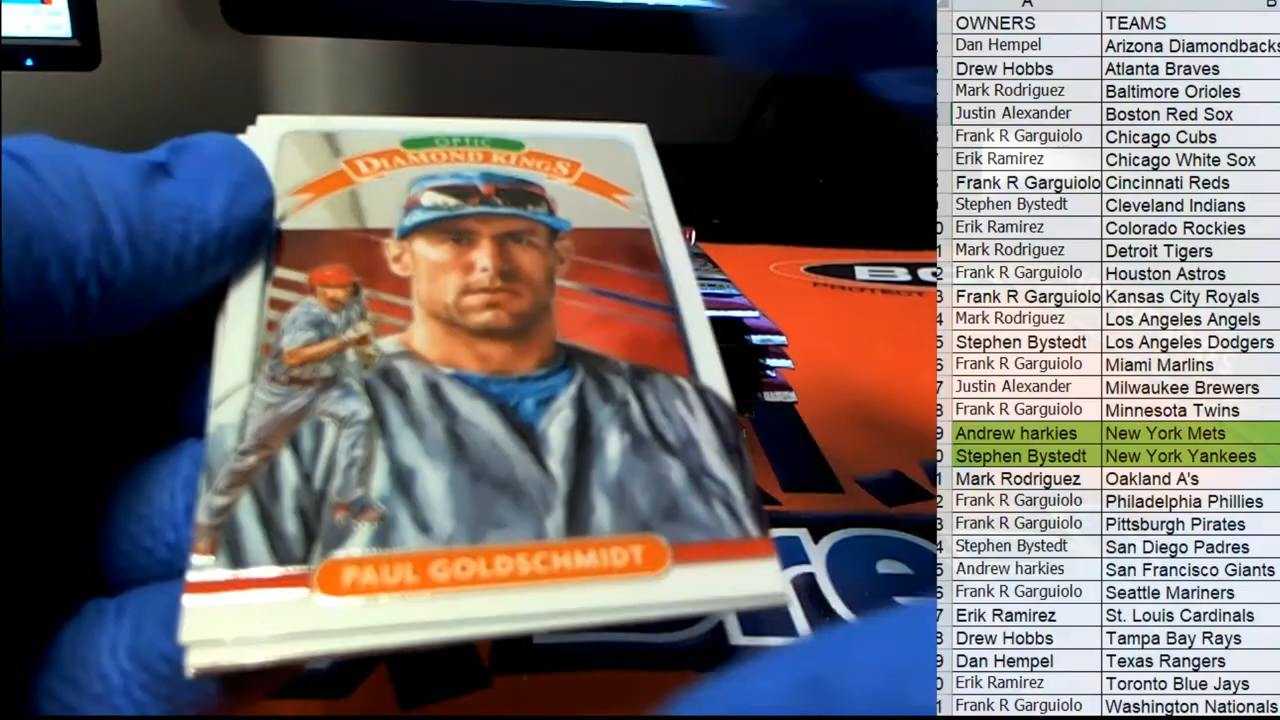 OPTIC
DIAMOND KINGS
PAUL GOLDSCHMIDT
A B
OWNERS TEAMS
Dan Hempel Arizona Diamondbacks
Drew Hobbs Atlanta Braves
Mark Rodriguez Baltimore Orioles
Justin Alexander Boston Red Sox
Frank R Garguiolo Chicago Cubs
Erik Ramirez Chicago White Sox
Frank R Garguiolo Cincinnati Reds
Stephen Bystedt Cleveland Indians
Erik Ramirez Colorado Rockies
Mark Rodriguez Detroit Tigers
Frank R Garguiolo Houston Astros
Frank R Garguiolo Kansas City Royals
Mark Rodriguez Los Angeles Angels
Stephen Bystedt Los Angeles Dodgers
Frank R Garguiolo Miami Marlins
Justin Alexander Milwaukee Brewers
Frank R Garguiolo Minnesota Twins
Andrew harkies New York Mets
Stephen Bystedt New York Yankees
Mark Rodriguez Oakland A's
Frank R Garguiolo Philadelphia Phillies
Frank R Garguiolo Pittsburgh Pirates
Stephen Bystedt San Diego Padres
Andrew harkies San Francisco Giants
Frank R Garguiolo Seattle Mariners
Erik Ramirez St. Louis Cardinals
Drew Hobbs Tampa Bay Rays
Dan Hempel Texas Rangers
Erik Ramirez Toronto Blue Jays
Frank R Garguiolo Washington Nationals